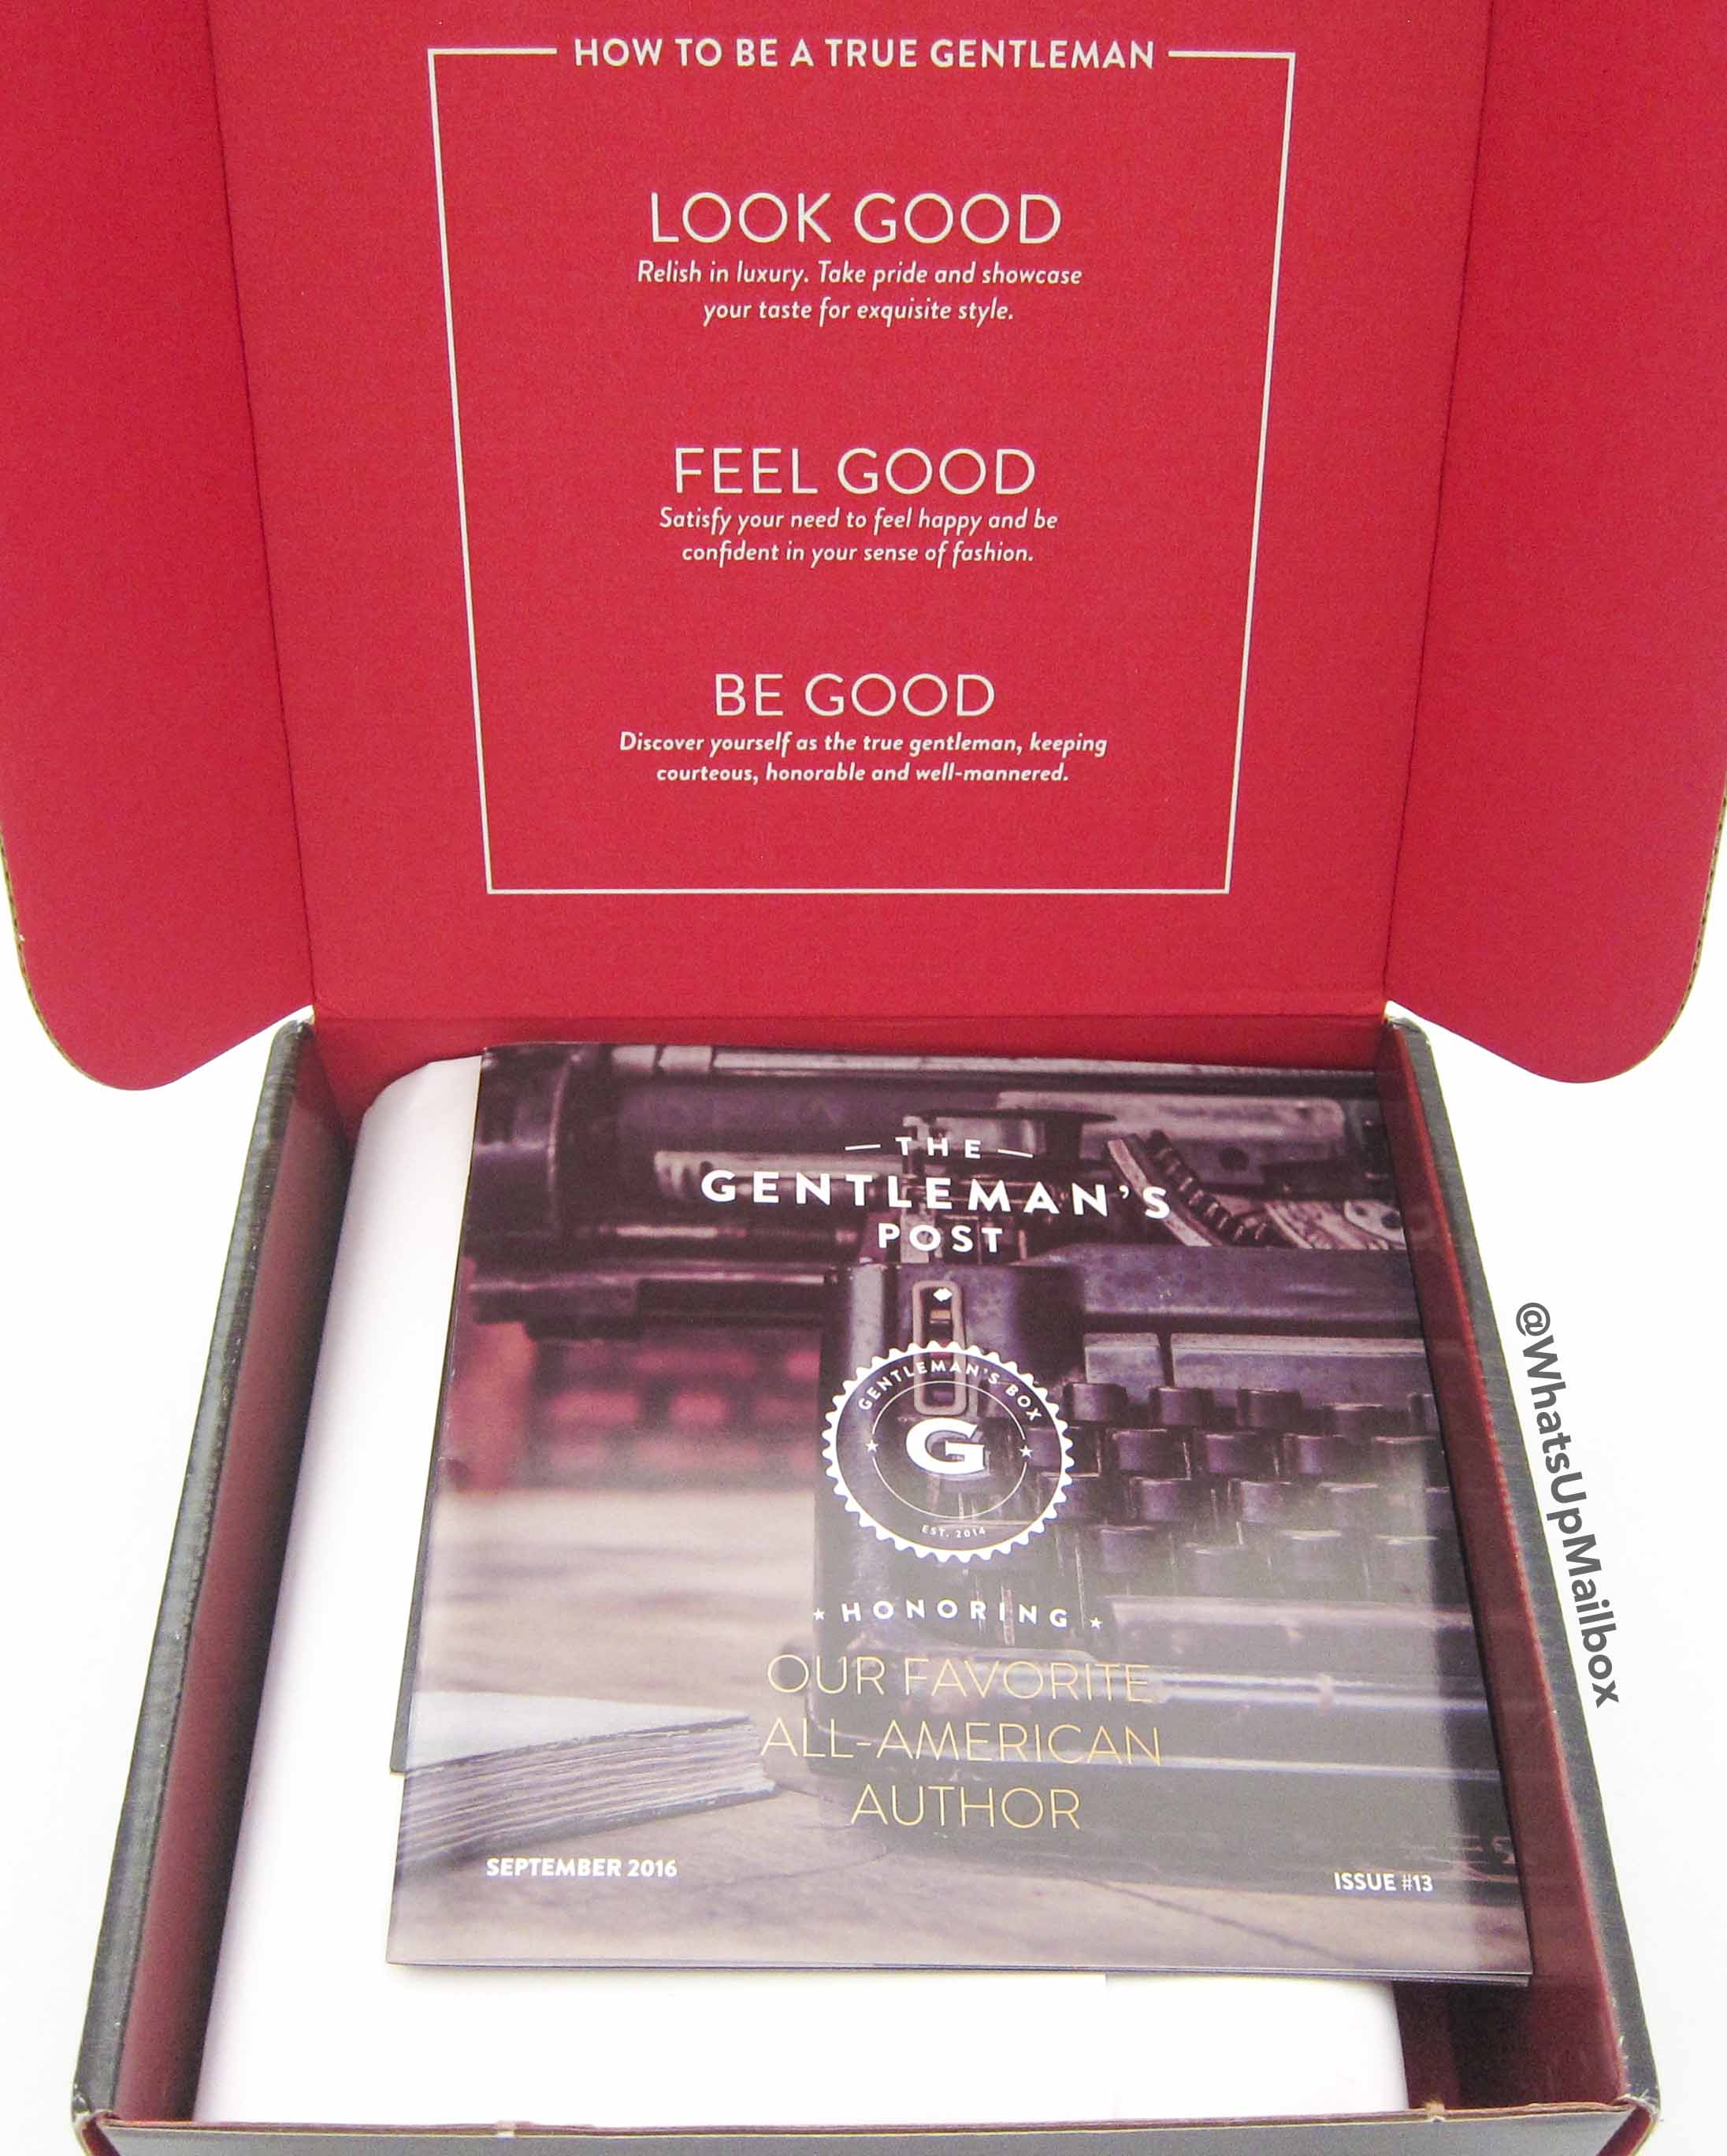 HOW TO BE A TRUE GENTLEMAN
LOOK GOOD
Relish in luxury. Take pride and showcase
your taste for exquisite style.
FEEL GOOD
Satisfy your need to feel happy and be
confident in your sense of fashion.
BE GOOD
Discover yourself as the true gentleman, keeping
courteous, honorable and well-mannered.
THE
GENTLEMAN'S
POST
GENTLEMAN'S BOX
G
EST. 2014
HONORING
OUR FAVORITE
ALL-AMERICAN
AUTHOR
SEPTEMBER 2016
ISSUE #13
@WhatsUpMailbox